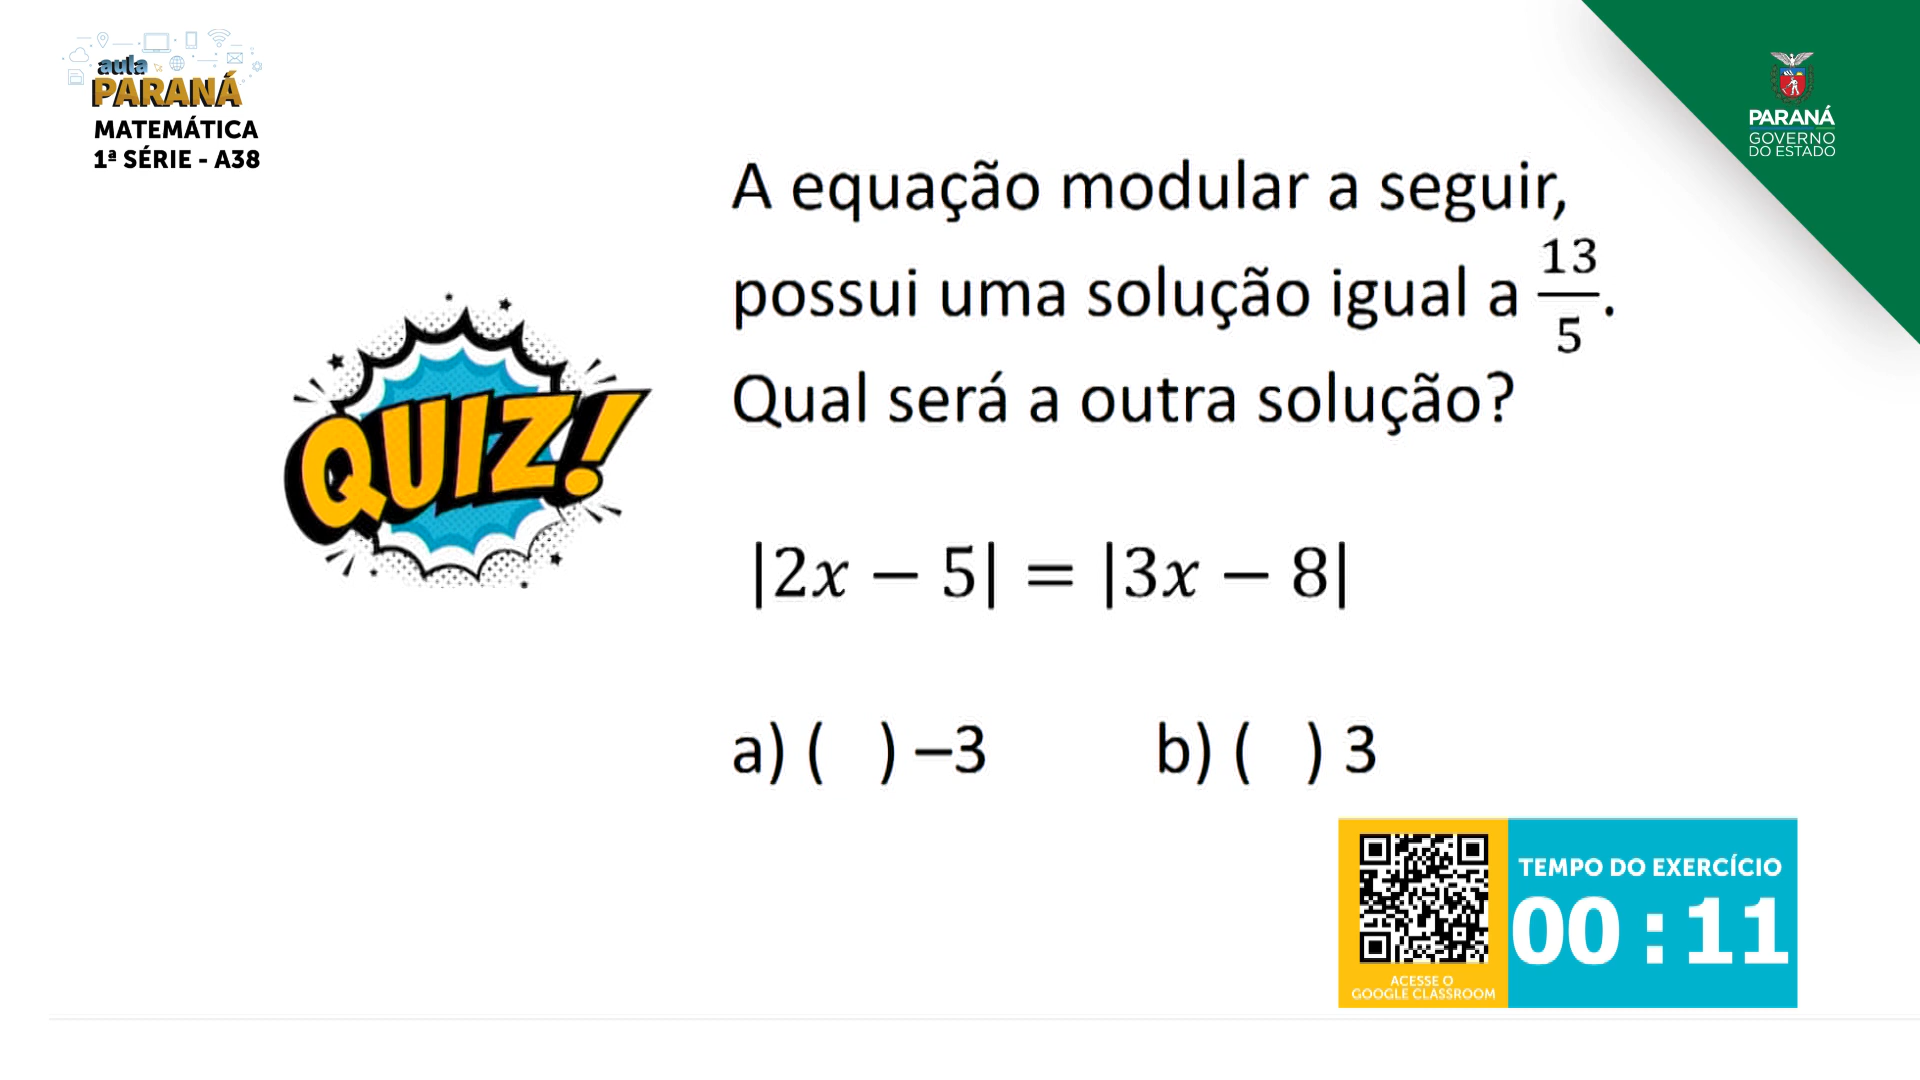 aula
PARANÁ
MATEMÁTICA
1ª SÉRIE - A38
PARANÁ
GOVERNO
DO ESTADO
A equação modular a seguir,
possui uma solução igual a 13/5.
Qual será a outra solução?
QUIZ!
|2x – 5| = |3x – 8|
a) (   ) –3   b) (   ) 3
TEMPO DO EXERCÍCIO
00 : 11
ACESSE O
GOOGLE CLASSROOM